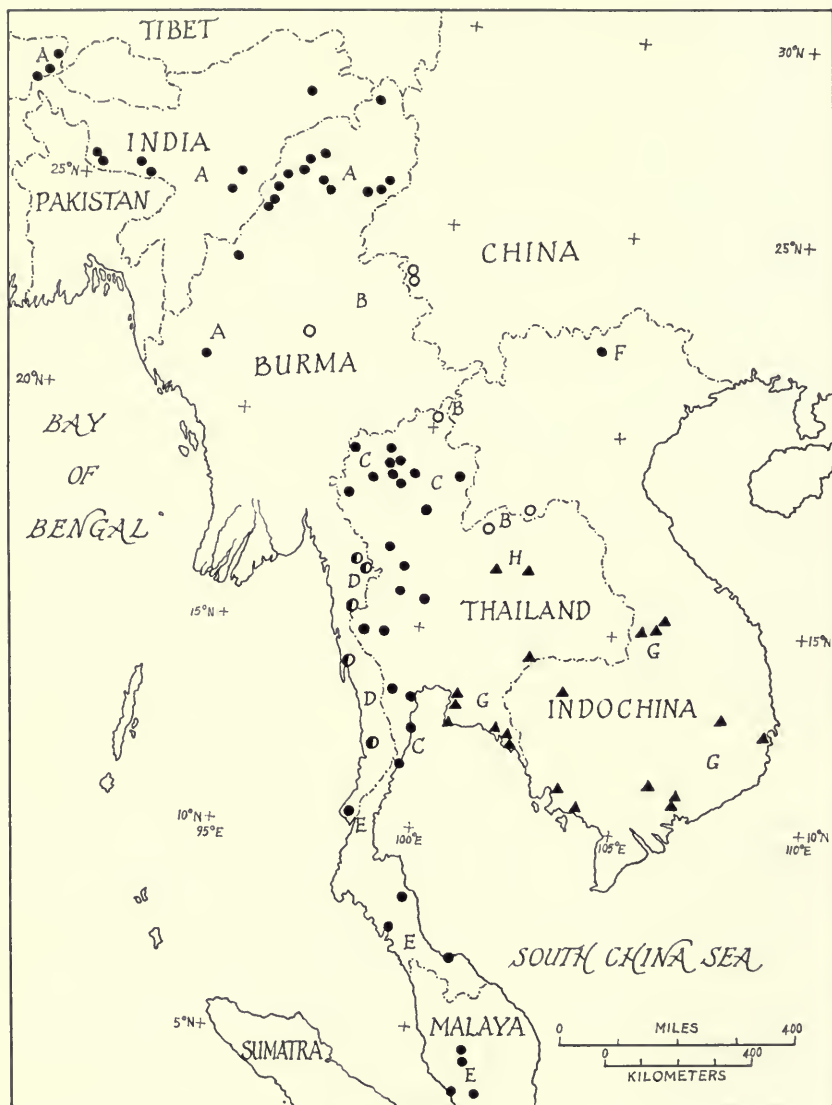 TIBET
30°N
A
INDIA
25°N
A
A
PAKISTAN
CHINA
25°N
B
A
F
BURMA
20°N
B
BAY
OF
BENGAL
C
C
B
H
D
THAILAND
15°N
15°N
G
D
G
INDOCHINA
C
G
10°N
95°E
E
100°E
105°E
10°N
110°E
E
SOUTH CHINA SEA
5°N
MALAYA
0
MILES
400
SUMATRA
0
400
KILOMETERS
E